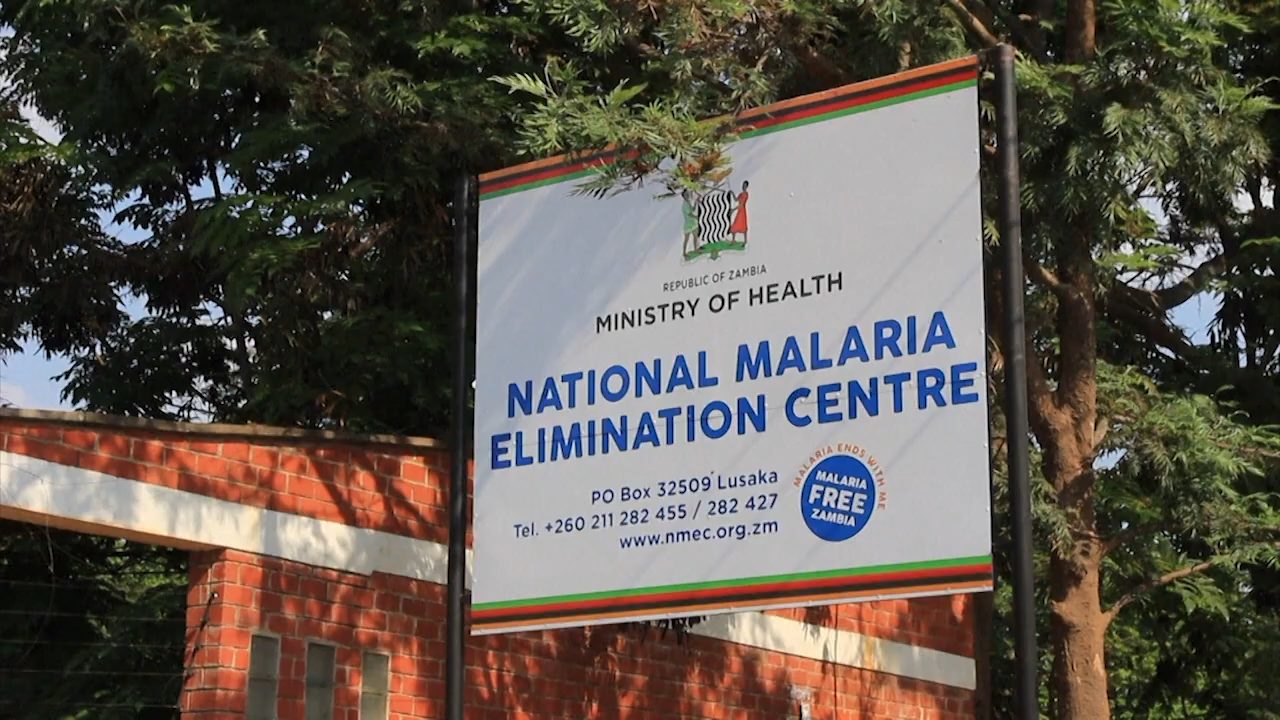 REPUBLIC OF ZAMBIA
MINISTRY OF HEALTH
NATIONAL MALARIA
ELIMINATION CENTRE
PO Box 32509 Lusaka
Tel. +260 211 282 455 / 282 427
www.nmec.org.zm
MALARIA ENDS WITH ME
MALARIA
FREE
ZAMBIA